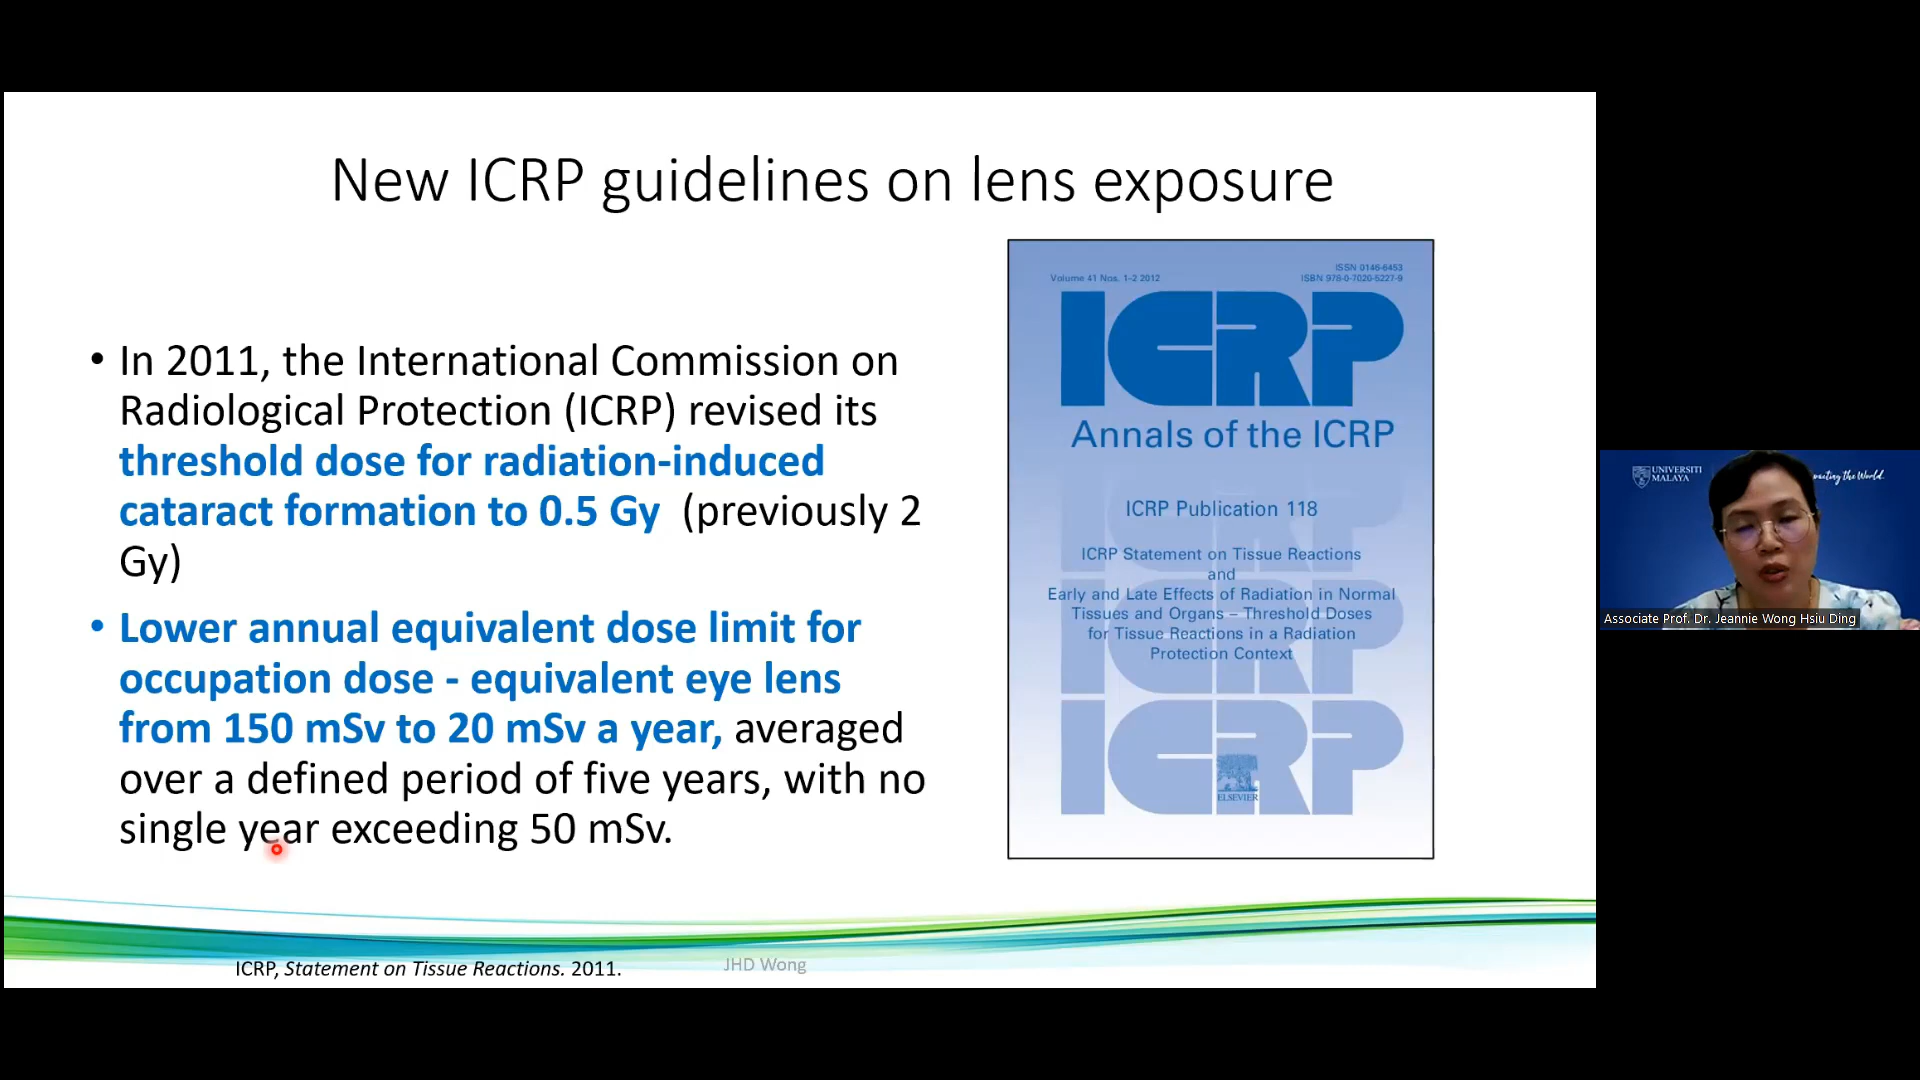 New ICRP guidelines on lens exposure
• In 2011, the International Commission on
Radiological Protection (ICRP) revised its
threshold dose for radiation-induced
cataract formation to 0.5 Gy (previously 2
Gy)
• Lower annual equivalent dose limit for
occupation dose - equivalent eye lens
from 150 mSv to 20 mSv a year, averaged
over a defined period of five years, with no
single year exceeding 50 mSv.
Volume 41 Nos. 1-2 2012
ISSN 0146-6453
ISBN 978-0-7020-5227-9
ICRP
Annals of the ICRP
ICRP Publication 118
ICRP Statement on Tissue Reactions
and
Early and Late Effects of Radiation in Normal
Tissues and Organs – Threshold Doses
for Tissue Reactions in a Radiation
Protection Context
ICRP
ICRP
ICRP
ELSEVIER
ICRP, Statement on Tissue Reactions. 2011.
JHD Wong
UNIVERSITI
MALAYA
the World.
Associate Prof. Dr. Jeannie Wong Hsiu Ding